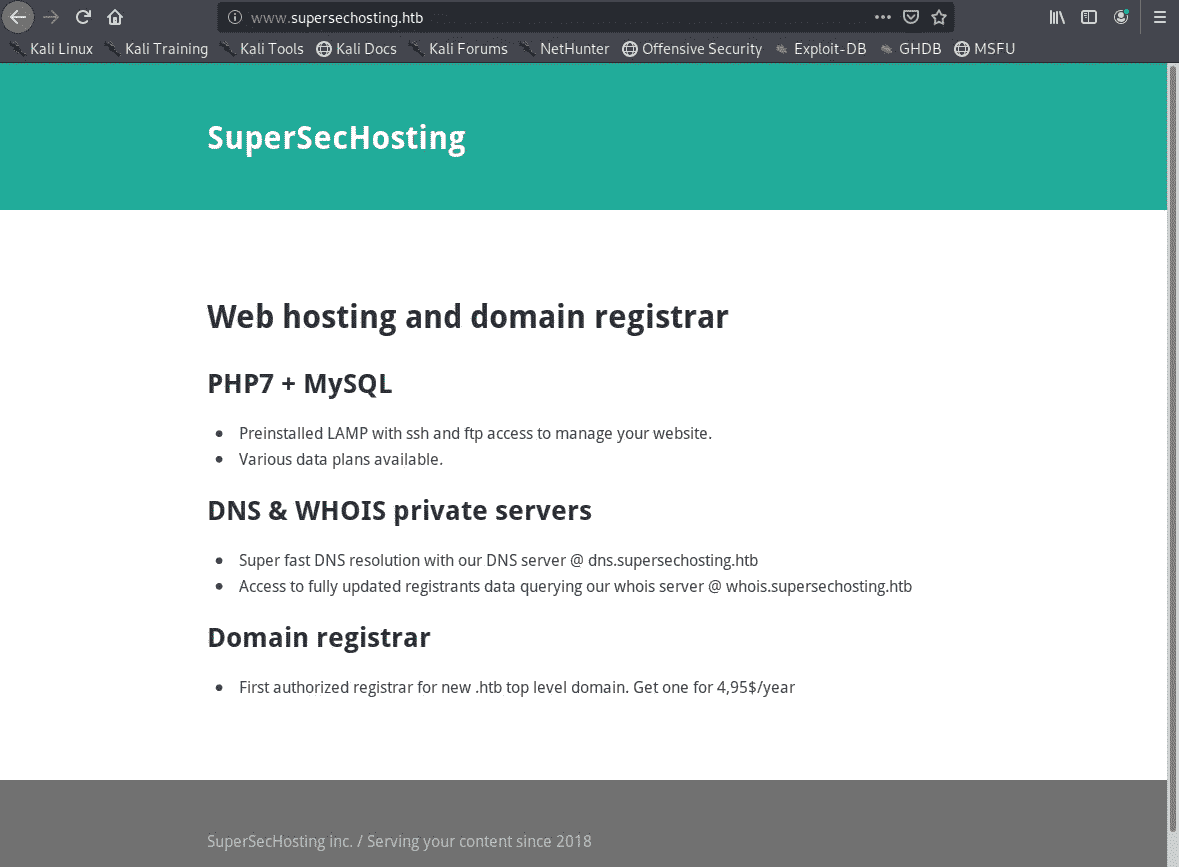 www.supersechosting.htb
Kali Linux Kali Training Kali Tools Kali Docs Kali Forums NetHunter Offensive Security Exploit-DB GHDB MSFU
SuperSecHosting
Web hosting and domain registrar
PHP7 + MySQL
Preinstalled LAMP with ssh and ftp access to manage your website.
Various data plans available.
DNS & WHOIS private servers
Super fast DNS resolution with our DNS server @ dns.supersechosting.htb
Access to fully updated registrants data querying our whois server @ whois.supersechosting.htb
Domain registrar
First authorized registrar for new .htb top level domain. Get one for 4,95$/year
SuperSecHosting inc. / Serving your content since 2018